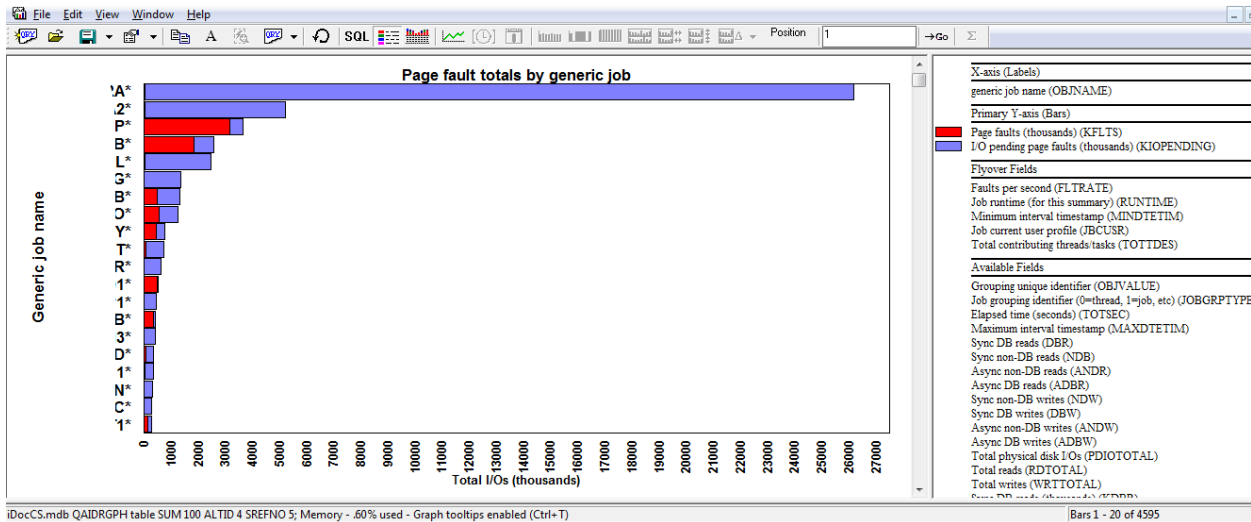 File Edit View Window Help
SQL Position 1 Go Σ
Page fault totals by generic job
Generic job name
A*
A2*
P*
B*
L*
G*
B*
O*
Y*
T*
R*
1*
1*
B*
3*
D*
1*
N*
C*
1*
0 1000 2000 3000 4000 5000 6000 7000 8000 9000 10000 11000 12000 13000 14000 15000 16000 17000 18000 19000 20000 21000 22000 23000 24000 25000 26000 27000
Total I/Os (thousands)
X-axis (Labels)
generic job name (OBJNAME)
Primary Y-axis (Bars)
Page faults (thousands) (KFLTS)
I/O pending page faults (thousands) (KIOPENDING)
Flyover Fields
Faults per second (FLTRATE)
Job runtime (for this summary) (RUNTIME)
Minimum interval timestamp (MINDTETIM)
Job current user profile (JBCUSR)
Total contributing threads/tasks (TOTTDES)
Available Fields
Grouping unique identifier (OBJVALUE)
Job grouping identifier (0=thread, 1=job, etc) (JOBGRPTYPE
Elapsed time (seconds) (TOTSEC)
Maximum interval timestamp (MAXDTETIM)
Sync DB reads (DBR)
Sync non-DB reads (NDB)
Async non-DB reads (ANDR)
Async DB reads (ADBR)
Sync non-DB writes (NDW)
Sync DB writes (DBW)
Async non-DB writes (ANDW)
Async DB writes (ADBW)
Total physical disk I/Os (PDIOTOTAL)
Total reads (RDTOTAL)
Total writes (WRTTOTAL)
iDocCS.mdb QAIDRGPH table SUM100 ALTID 4 SREFNO 5; Memory - .60% used - Graph tooltips enabled (Ctrl+T)
Bars 1 - 20 of 4595